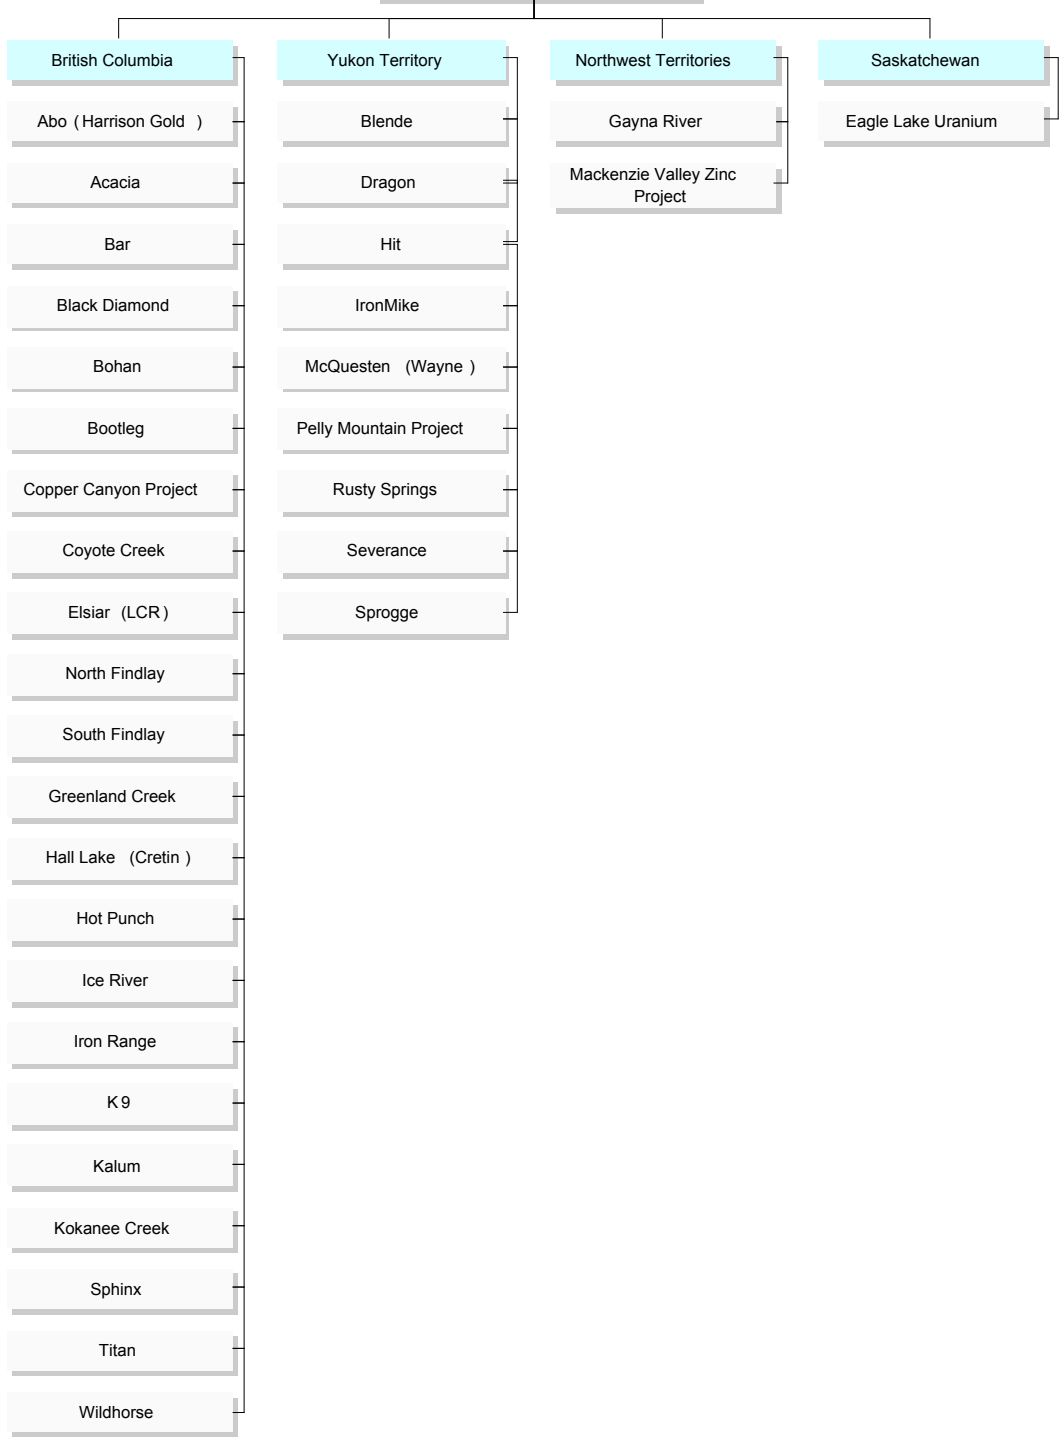 British Columbia
Abo (Harrison Gold )
Acacia
Bar
Black Diamond
Bohan
Bootleg
Copper Canyon Project
Coyote Creek
Elsiar (LCR)
North Findlay
South Findlay
Greenland Creek
Hall Lake (Cretin )
Hot Punch
Ice River
Iron Range
K9
Kalum
Kokanee Creek
Sphinx
Titan
Wildhorse
Yukon Territory
Blende
Dragon
Hit
IronMike
McQuesten (Wayne )
Pelly Mountain Project
Rusty Springs
Severance
Sprogge
Northwest Territories
Gayna River
Mackenzie Valley Zinc
Project
Saskatchewan
Eagle Lake Uranium